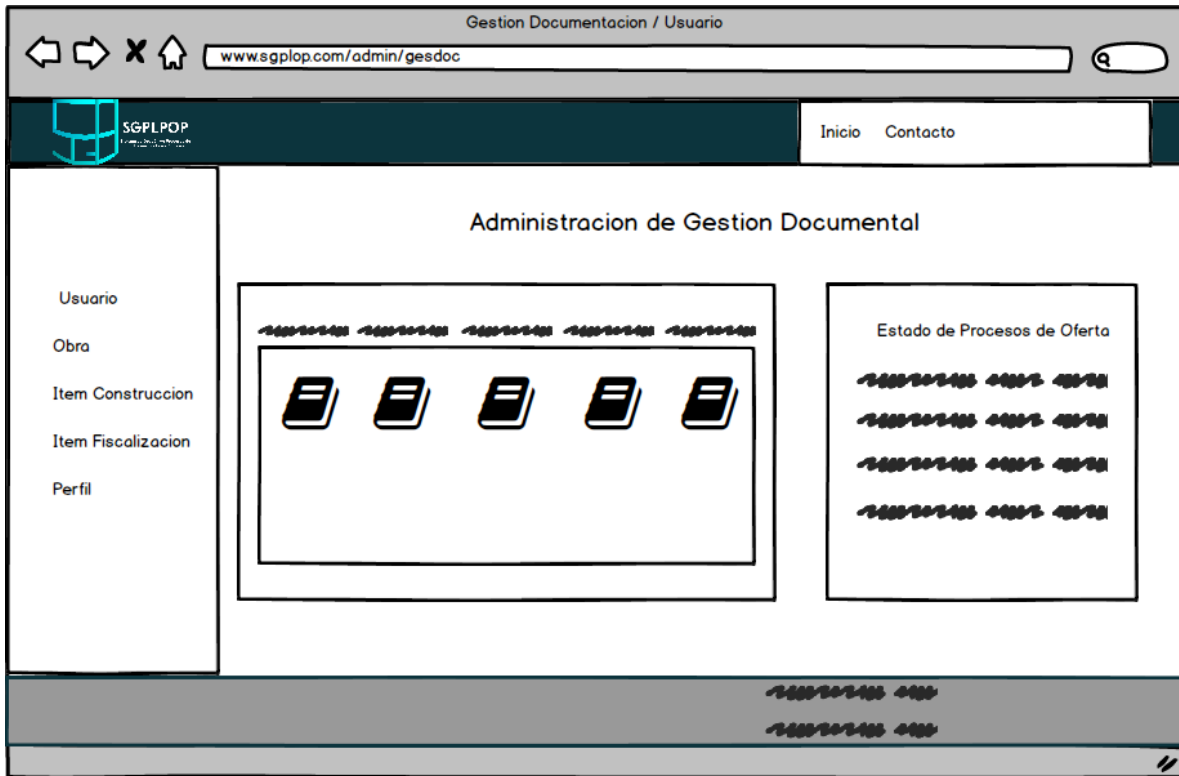 Gestion Documentacion / Usuario
www.sgplop.com/admin/gesdoc
SGPLPOP
Inicio Contacto
Administracion de Gestion Documental
Usuario
Obra
Item Construccion
Item Fiscalizacion
Perfil
Estado de Procesos de Oferta